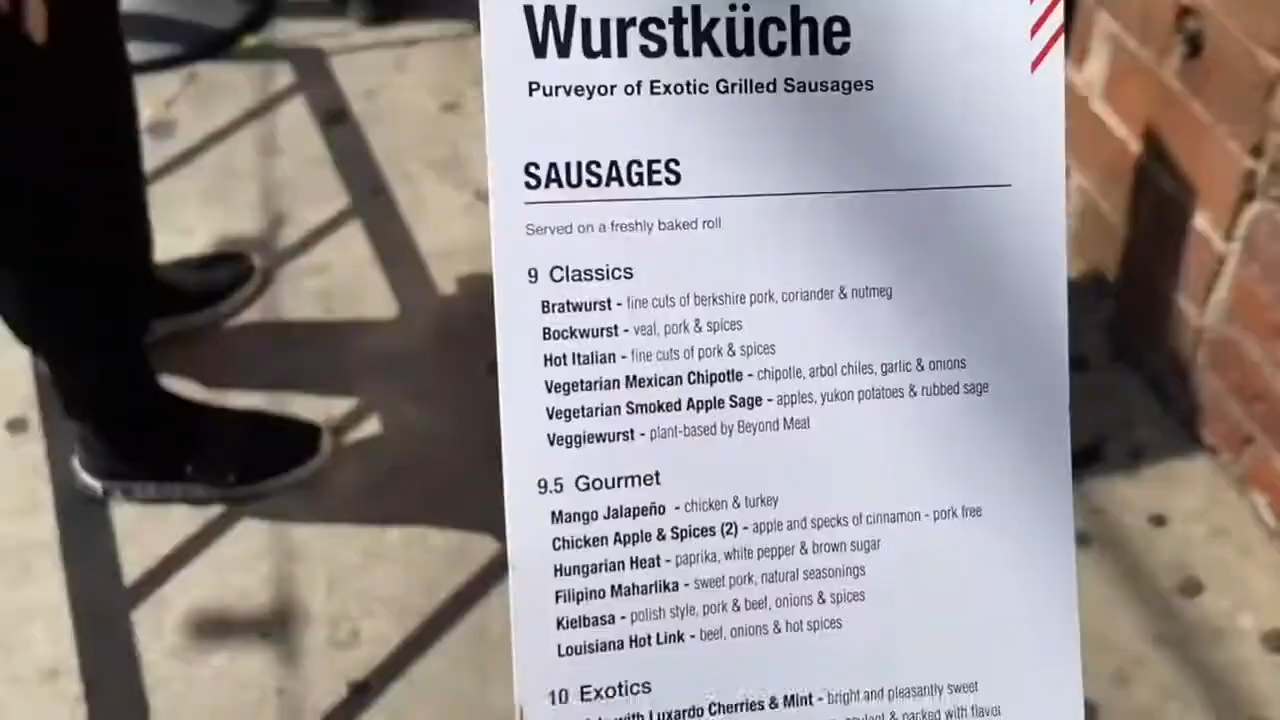 Wurstküche
Purveyor of Exotic Grilled Sausages
SAUSAGES
Served on a freshly baked roll
9 Classics
Bratwurst - fine cuts of berkshire pork, coriander & nutmeg
Bockwurst - veal, pork & spices
Hot Italian - fine cuts of pork & spices
Vegetarian Mexican Chipotle - chipotle, arbol chiles, garlic & onions
Vegetarian Smoked Apple Sage - apples, yukon potatoes & rubbed sage
Veggiewurst - plant-based by Beyond Meat
9.5 Gourmet
Mango Jalapeño - chicken & turkey
Chicken Apple & Spices (2) - apple and specks of cinnamon - pork free
Hungarian Heat - paprika, white pepper & brown sugar
Filipino Maharlika - sweet pork, natural seasonings
Kielbasa - polish style, pork & beef, onions & spices
Louisiana Hot Link - beef, onions & hot spices
10 Exotics
with Luxardo Cherries & Mint - bright and pleasantly sweet
& packed with flavor